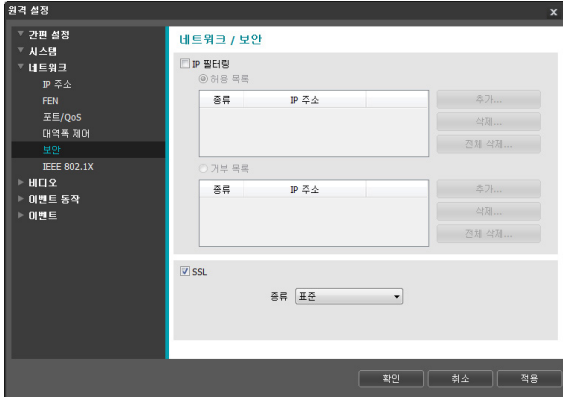 원격 설정
x
간편 설정
시스템
네트워크
IP 주소
FEN
포트/QoS
대역폭 제어
보안
IEEE 802.1X
비디오
이벤트 동작
이벤트
네트워크 / 보안
IP 필터링
허용 목록
종류 IP 주소
추가...
삭제...
전체 삭제...
거부 목록
종류 IP 주소
추가...
삭제...
전체 삭제...
SSL
종류 표준
확인 취소 적용